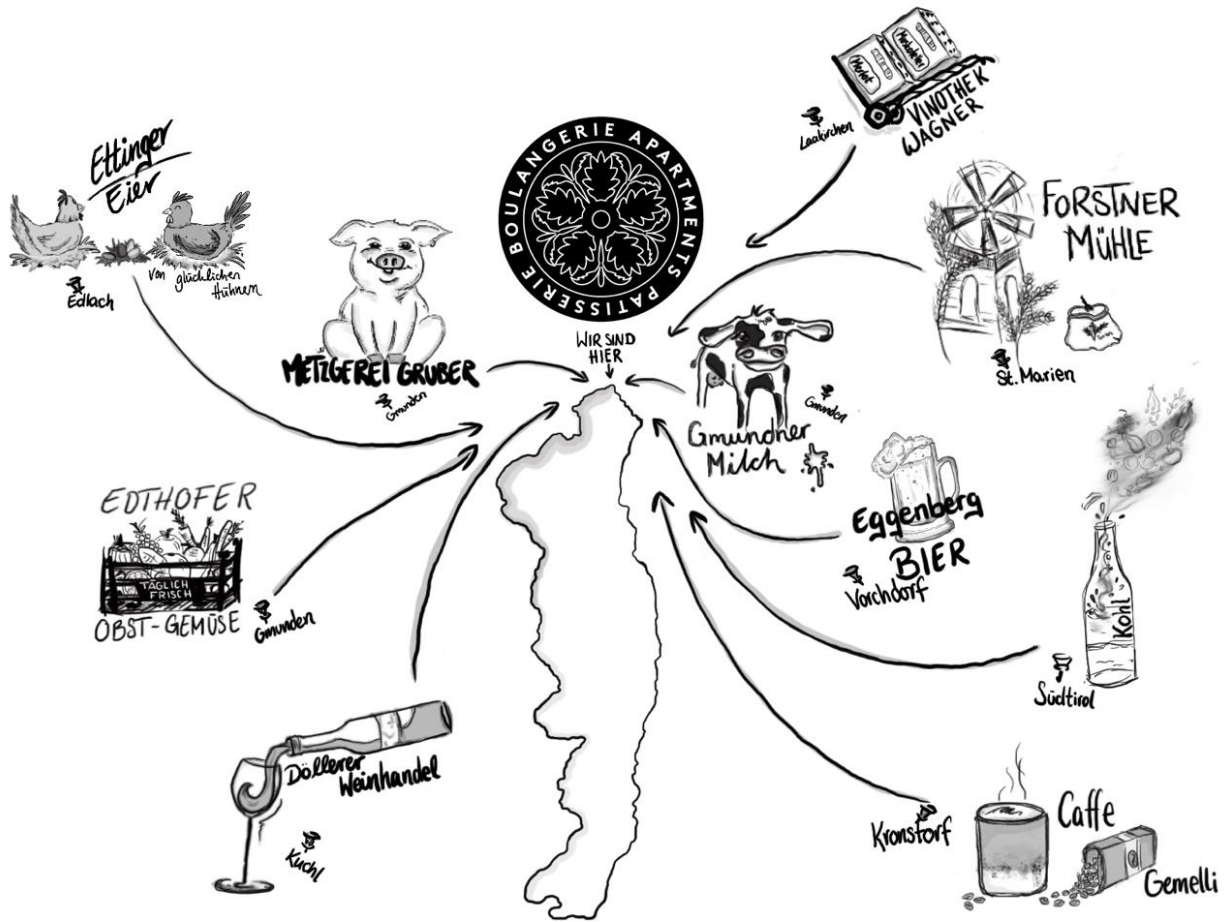 PATISSERIE BOULANGERIE APARTMENTS
WIR SIND
HIER
Ettinger
Eier
von glücklichen
Hühnern
Edlach
METZGEREI GRUBER
Gmunden
EDTHOFER
TÄGLICH
FRISCH
OBST-GEMÜSE
Gmunden
Döllerer
Weinhandel
Kuchl
Merlot
Muskateller
VINOTHEK
WAGNER
Laakirchen
FORSTNER
MÜHLE
St. Marien
Gmundner
Milch
Gmunden
Eggenberg
BIER
Vorchdorf
Kohl
Südtirol
Caffe
Gemelli
Kronstorf